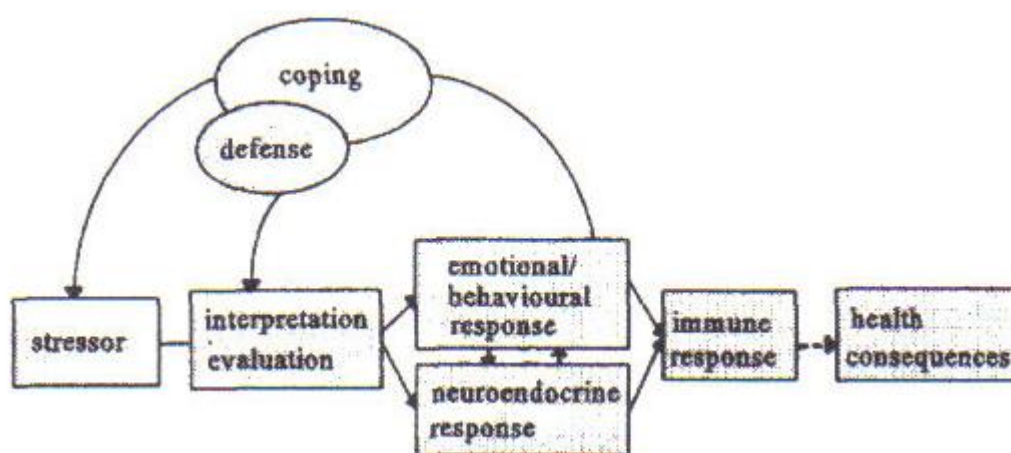 coping
defense
stressor
interpretation
evaluation
emotional/
behavioural
response
neuroendocrine
response
immune
response
health
consequences